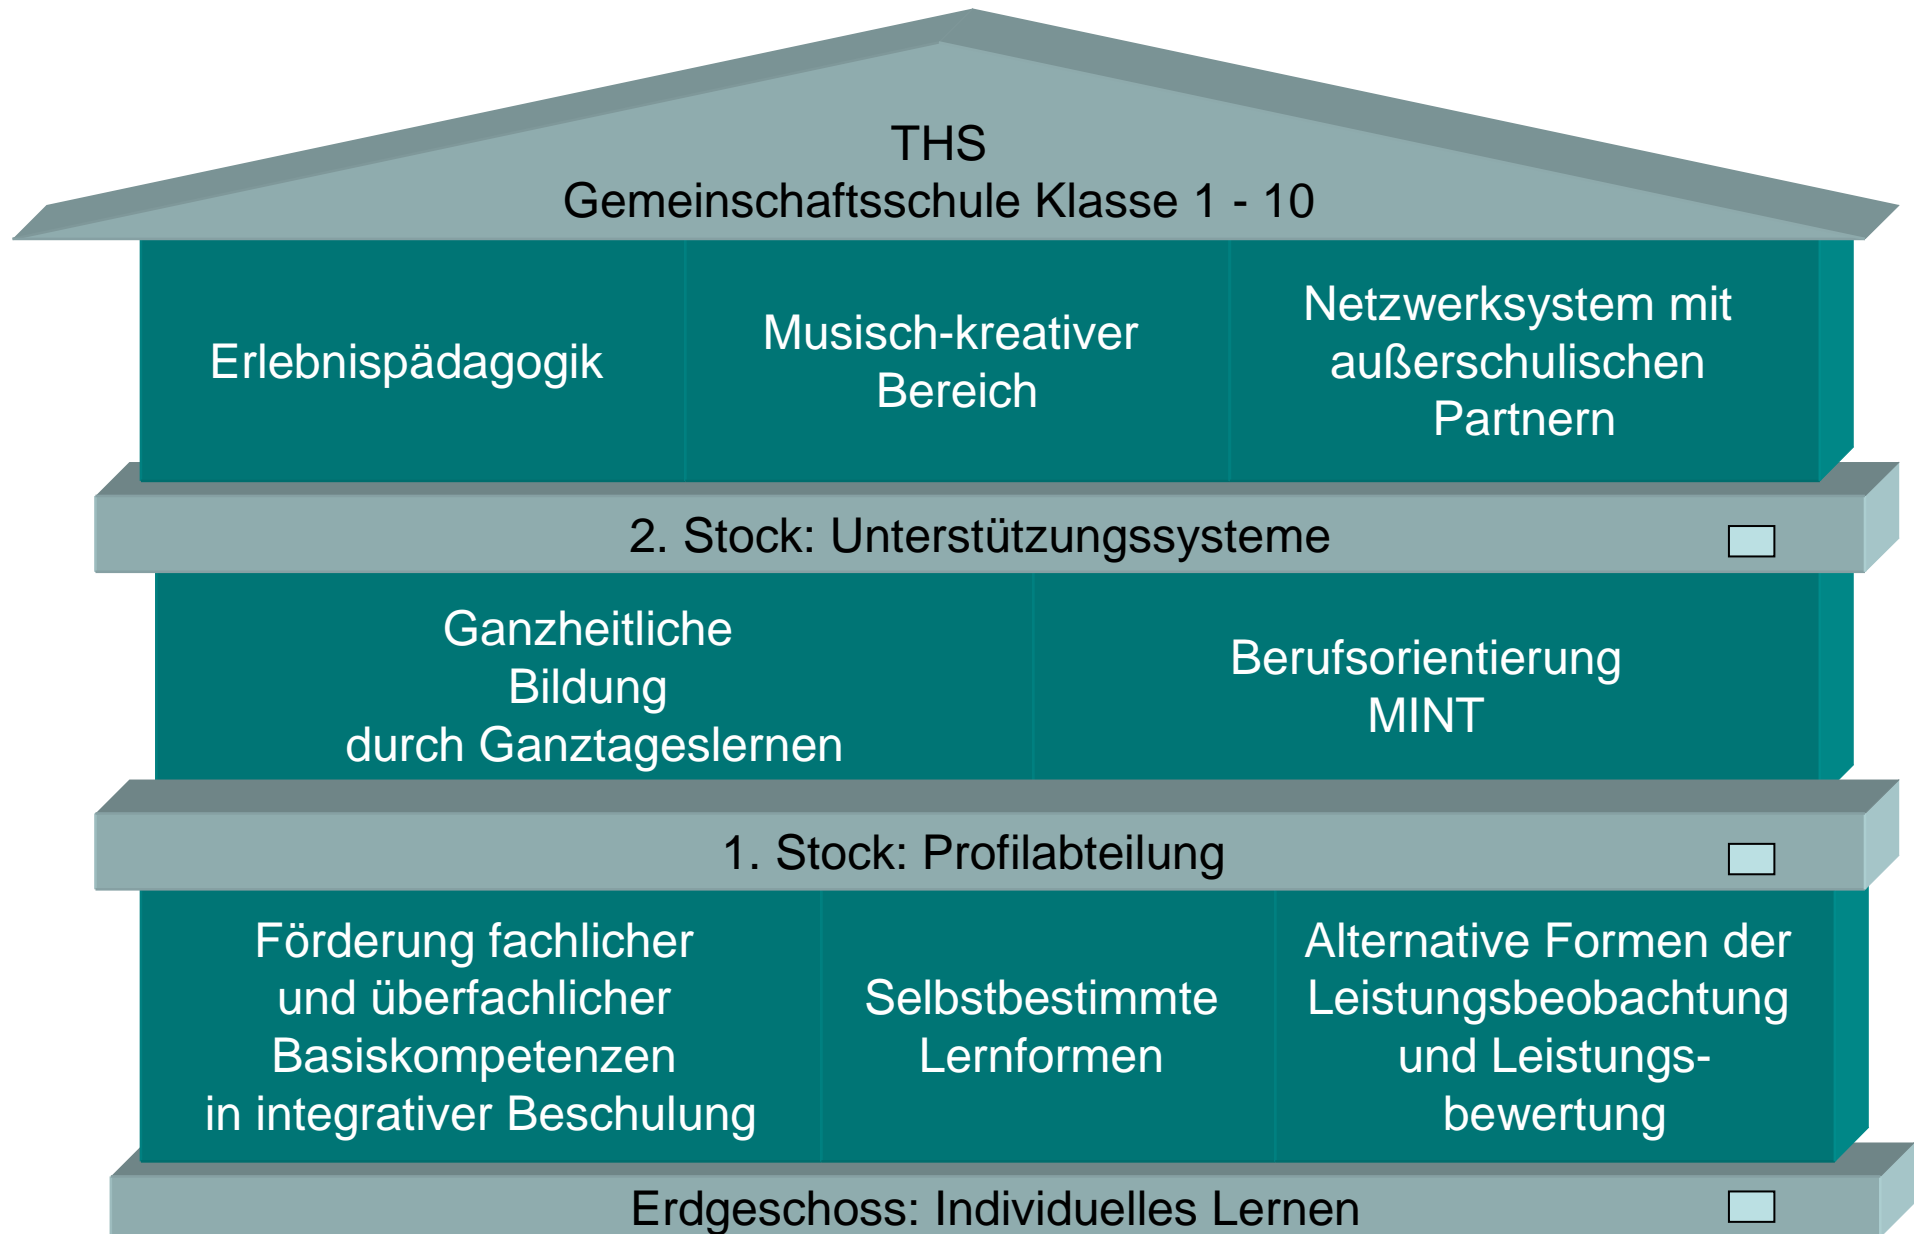 THS
Gemeinschaftsschule Klasse 1 - 10
Erlebnispädagogik
Musisch-kreativer
Bereich
Netzwerksystem mit
außerschulischen
Partnern
2. Stock: Unterstützungssysteme
Ganzheitliche
Bildung
durch Ganztageslernen
Berufsorientierung
MINT
1. Stock: Profilabteilung
Förderung fachlicher
und überfachlicher
Basiskompetenzen
in integrativer Beschulung
Selbstbestimmte
Lernformen
Alternative Formen der
Leistungsbeobachtung
und Leistungs-
bewertung
Erdgeschoss: Individuelles Lernen